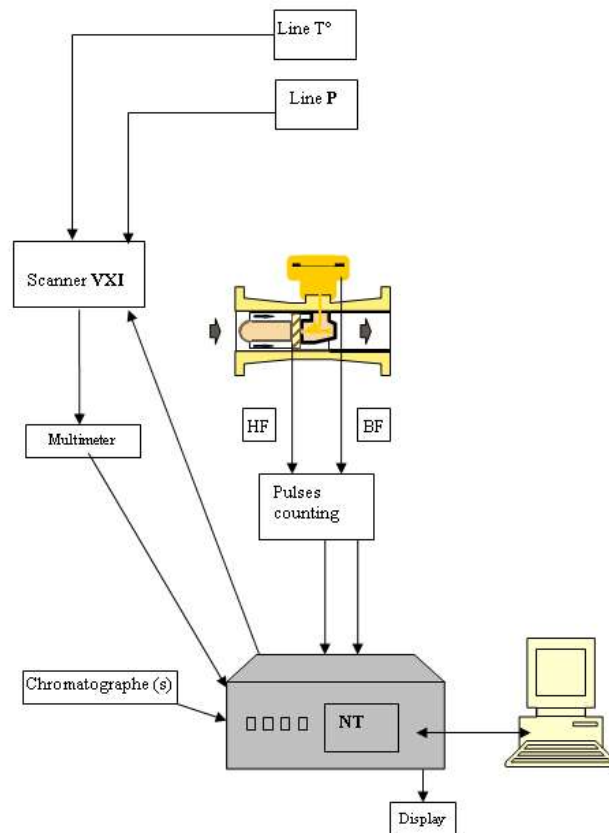 Line T°
Line P
Scanner VXI
HF
BF
Multimeter
Pulses
counting
Chromatographe (s)
NT
Display